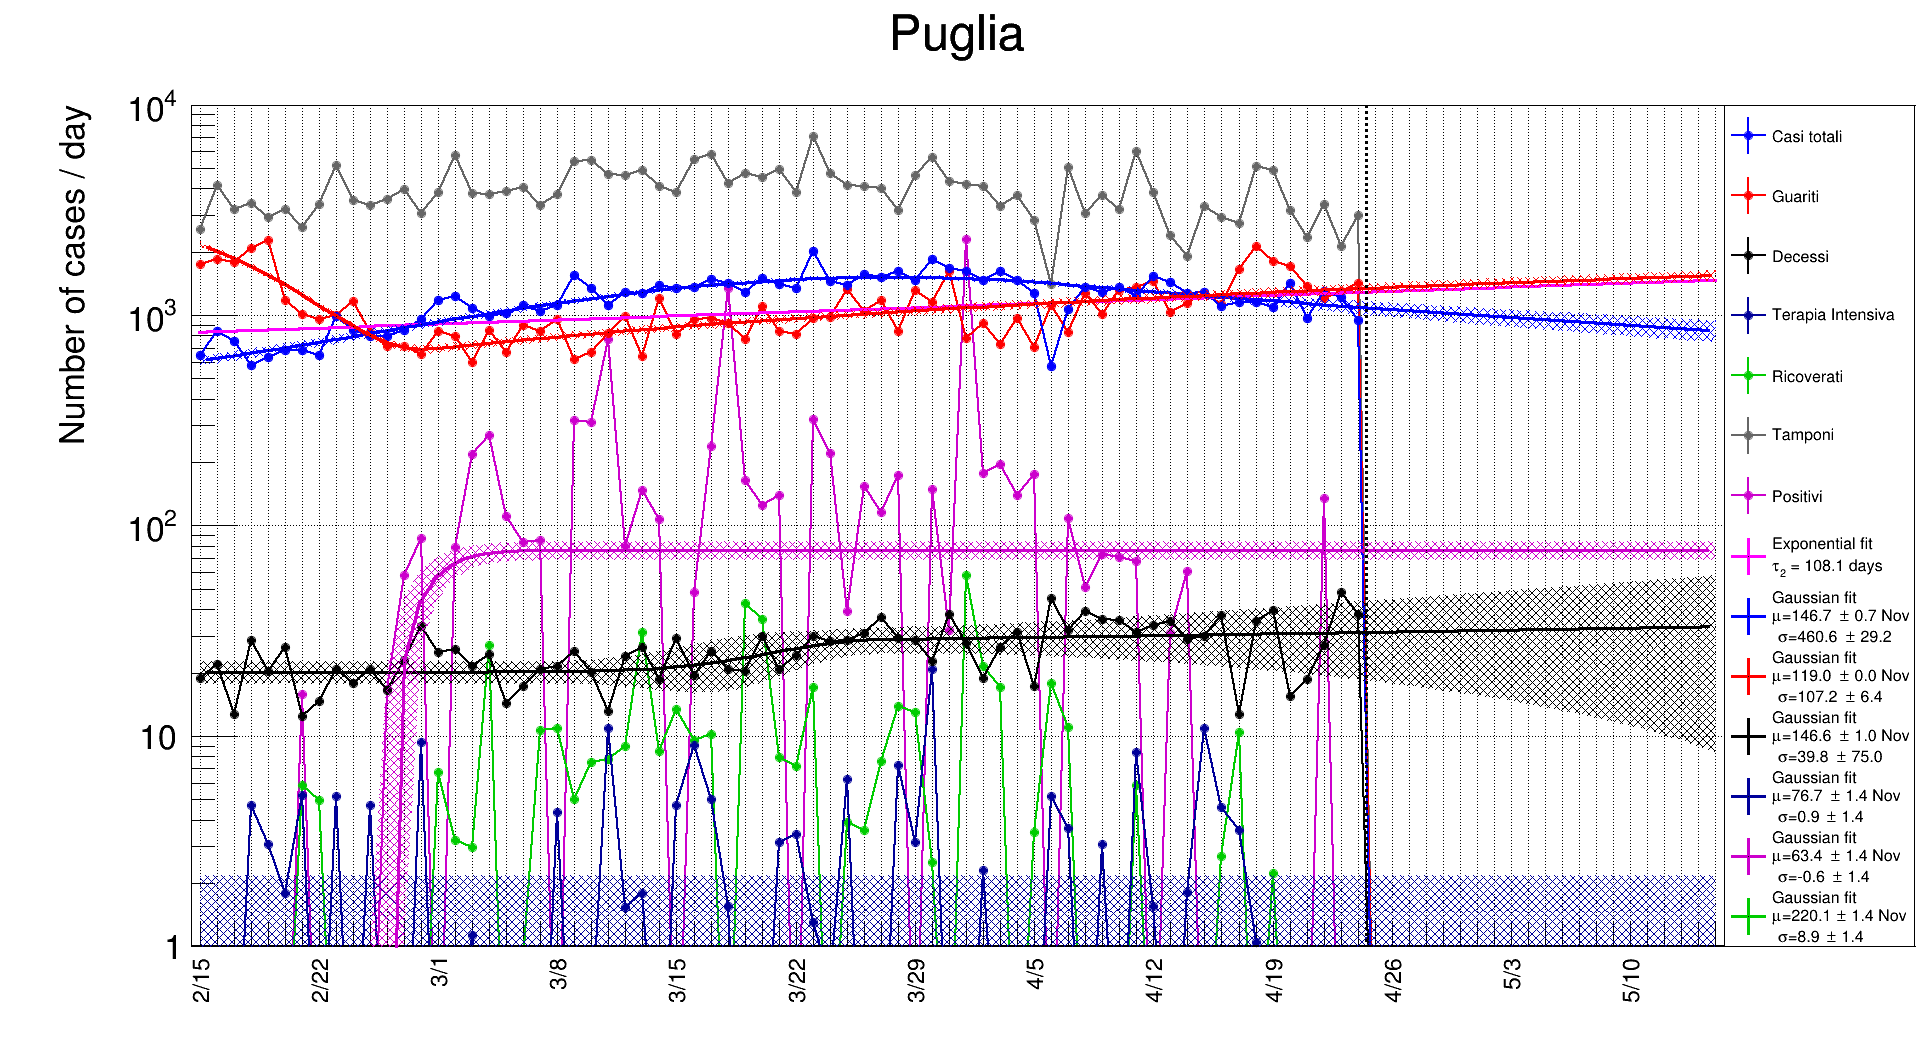 Puglia
Number of cases / day
10⁴
10³
10²
10
1
2/15
2/22
3/1
3/8
3/15
3/22
3/29
4/5
4/12
4/19
4/26
5/3
5/10
Casi totali
Guariti
Decessi
Terapia Intensiva
Ricoverati
Tamponi
Positivi
Exponential fit
τ₂ = 108.1 days
Gaussian fit
μ=146.7 ± 0.7 Nov
σ=460.6 ± 29.2
Gaussian fit
μ=119.0 ± 0.0 Nov
σ=107.2 ± 6.4
Gaussian fit
μ=146.6 ± 1.0 Nov
σ=39.8 ± 75.0
Gaussian fit
μ=76.7 ± 1.4 Nov
σ=0.9 ± 1.4
Gaussian fit
μ=63.4 ± 1.4 Nov
σ=-0.6 ± 1.4
Gaussian fit
μ=220.1 ± 1.4 Nov
σ=8.9 ± 1.4